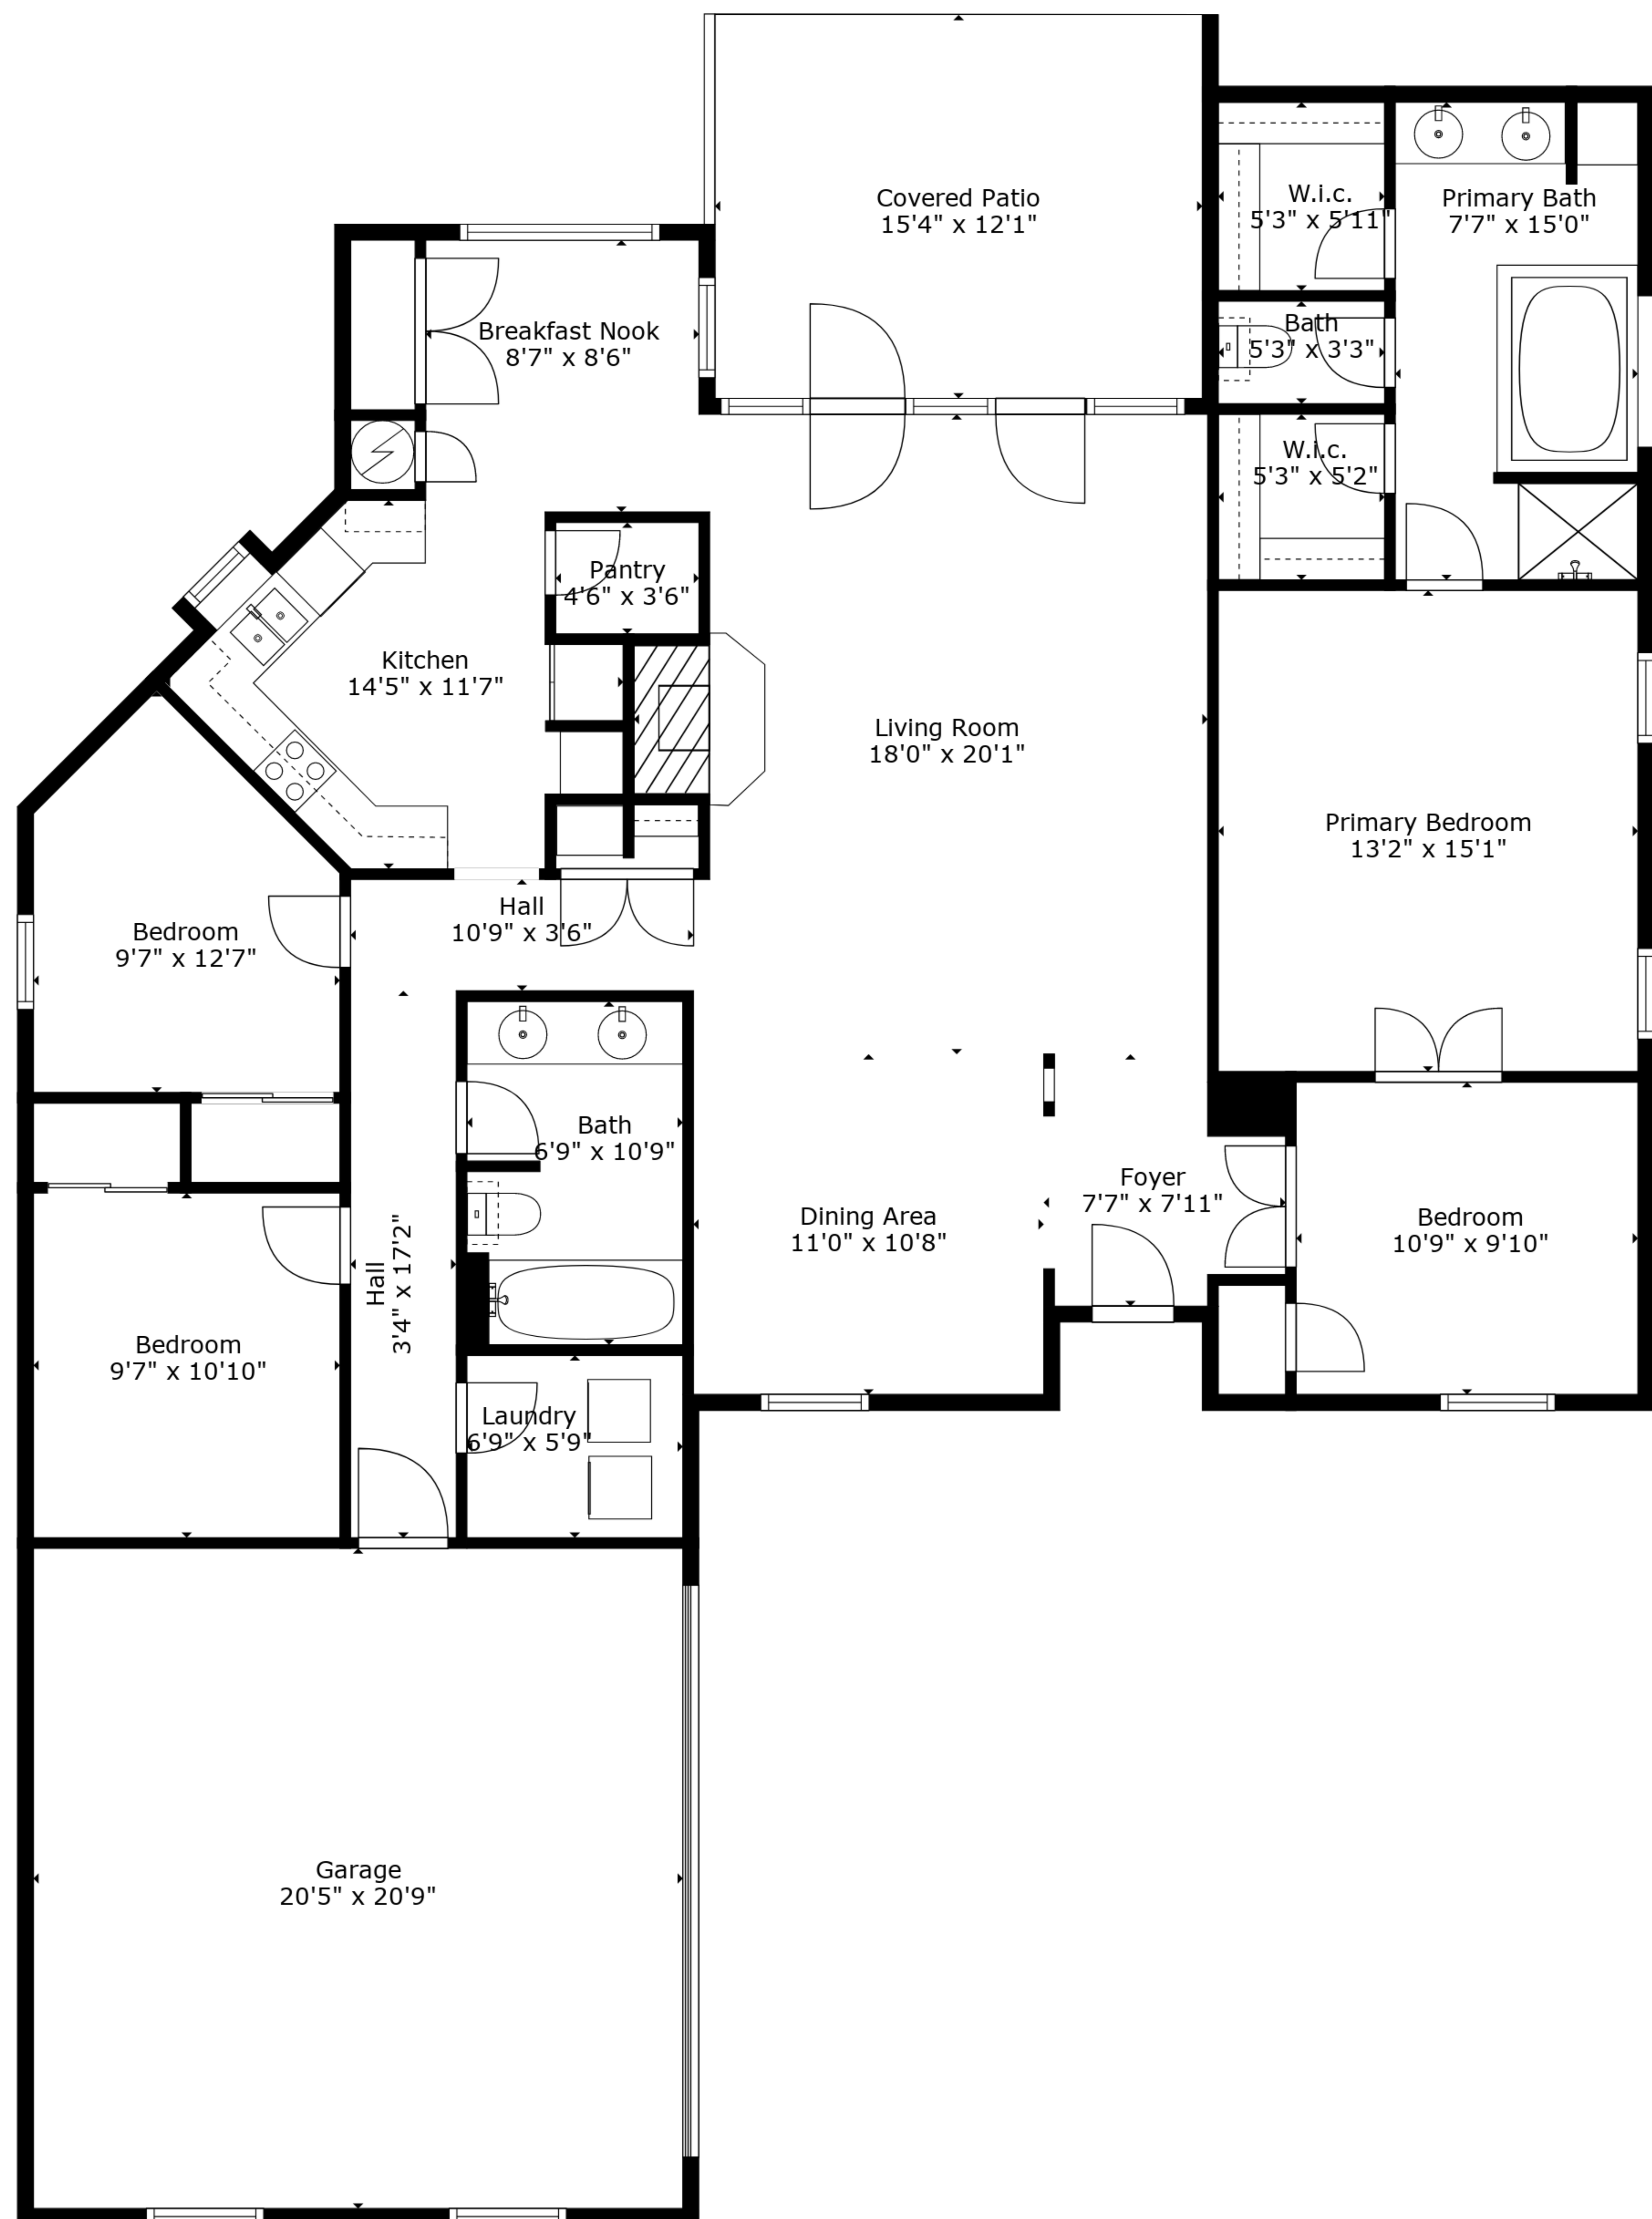 Covered Patio
15'4" x 12'1"
W.i.c.
5'3" x 5'11"
Primary Bath
7'7" x 15'0"
Breakfast Nook
8'7" x 8'6"
Bath
5'3" x 3'3"
W.i.c.
5'3" x 5'2"
Pantry
4'6" x 3'6"
Kitchen
14'5" x 11'7"
Living Room
18'0" x 20'1"
Primary Bedroom
13'2" x 15'1"
Hall
10'9" x 3'6"
Bedroom
9'7" x 12'7"
Bath
6'9" x 10'9"
Foyer
7'7" x 7'11"
Dining Area
11'0" x 10'8"
Bedroom
10'9" x 9'10"
Hall
3'4" x 17'2"
Bedroom
9'7" x 10'10"
Laundry
6'9" x 5'9"
Garage
20'5" x 20'9"